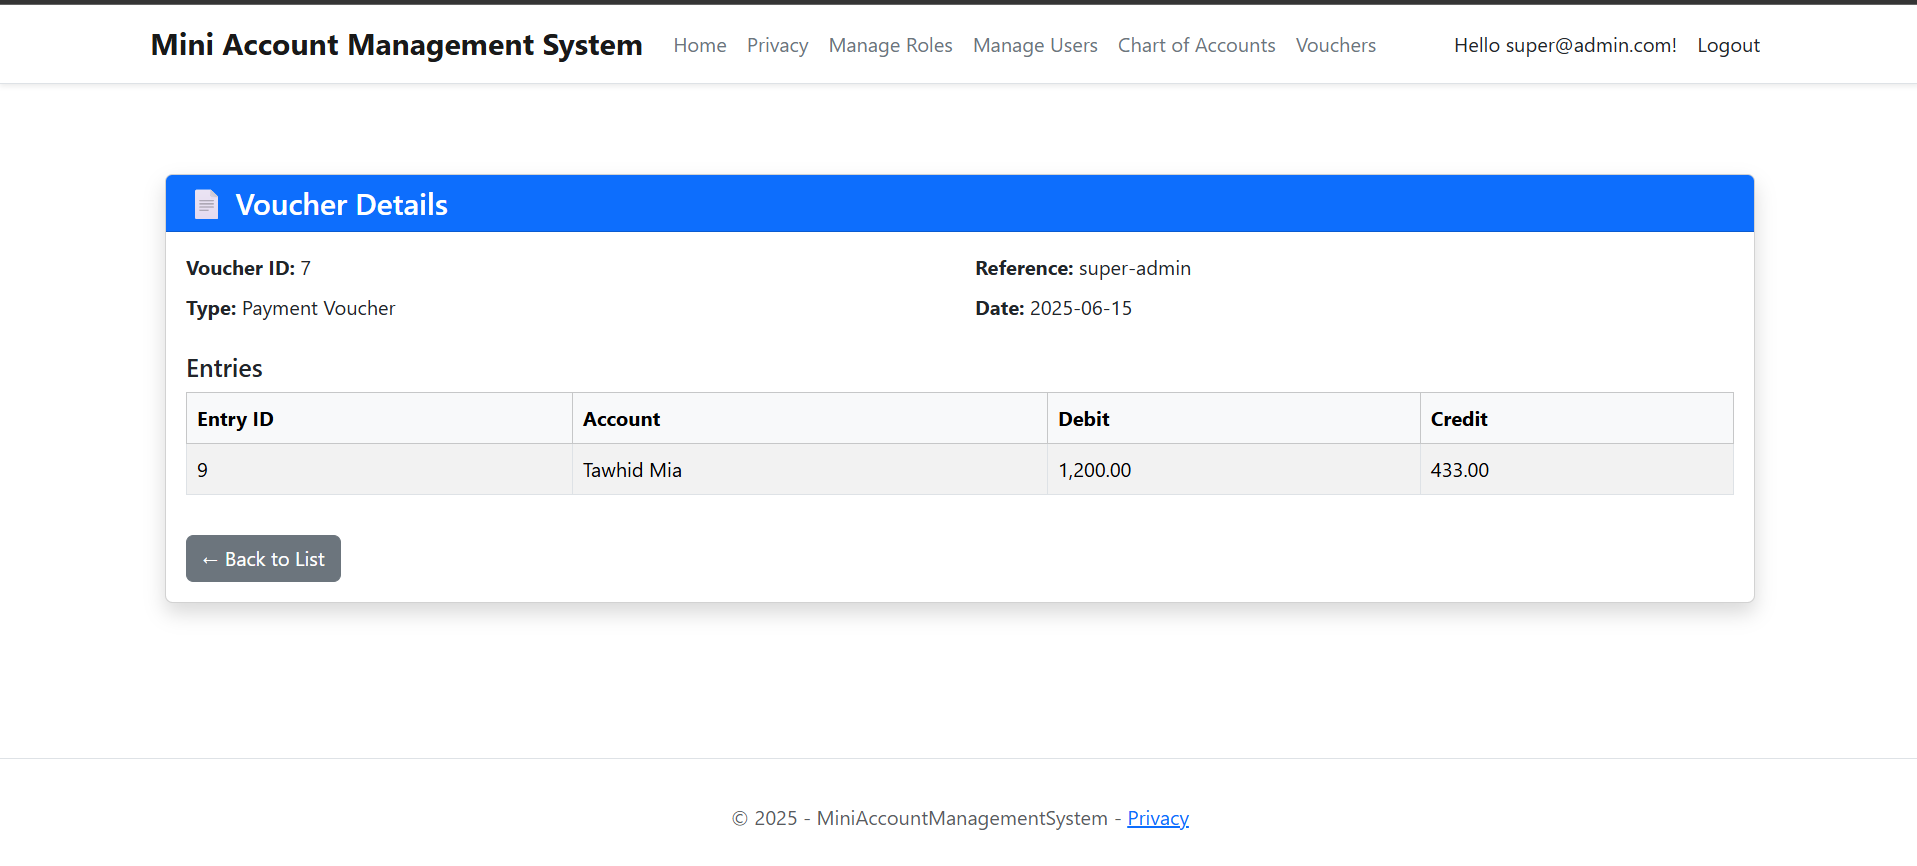 Mini Account Management System Home Privacy Manage Roles Manage Users Chart of Accounts Vouchers Hello super@admin.com! Logout
Voucher Details
Voucher ID: 7 Reference: super-admin
Type: Payment Voucher Date: 2025-06-15
Entries
Entry ID Account Debit Credit
9 Tawhid Mia 1,200.00 433.00
← Back to List
© 2025 - MiniAccountManagementSystem - Privacy